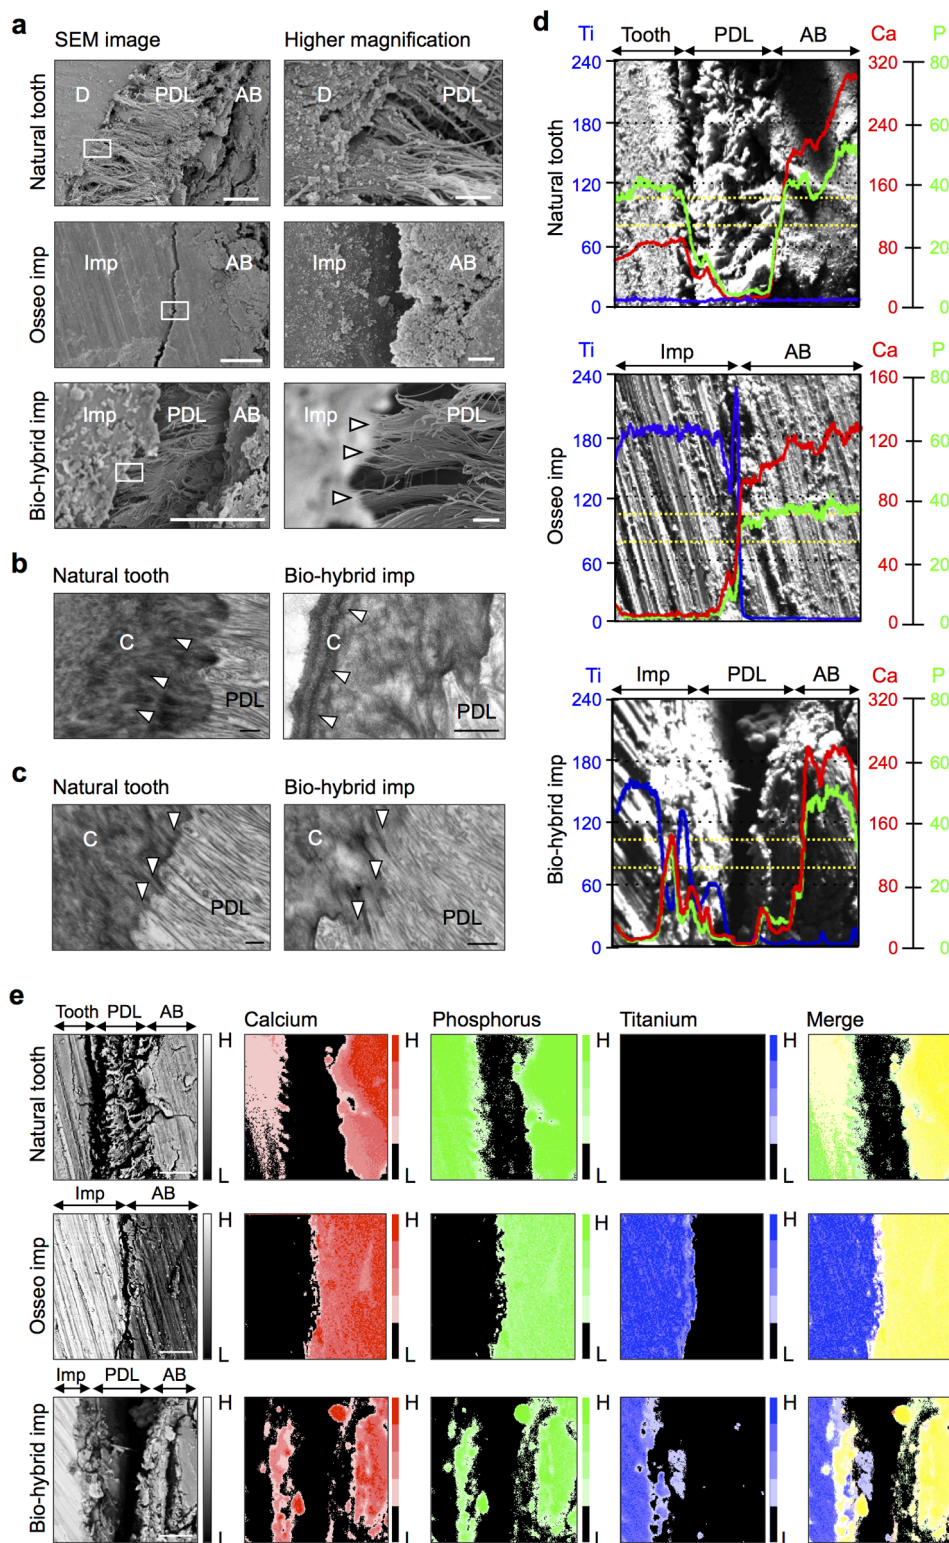 a
SEM image Higher magnification
Natural tooth
D PDL AB
D PDL
Osseo imp
Imp AB
Imp AB
Bio-hybrid imp
Imp PDL AB
Imp PDL
b
Natural tooth Bio-hybrid imp
C PDL
C PDL
c
Natural tooth Bio-hybrid imp
C PDL
C PDL
d
Ti Tooth PDL AB Ca P
Natural tooth
240 320 80
180 240 60
120 160 40
60 80 20
0 0 0
Ti Imp AB Ca P
Osseo imp
240 160 80
180 120 60
120 80 40
60 40 20
0 0 0
Ti Imp PDL AB Ca P
Bio-hybrid imp
240 320 80
180 240 60
120 160 40
60 80 20
0 0 0
e
Tooth PDL AB Calcium Phosphorus Titanium Merge
Natural tooth
H H H H
L L L L
Imp AB
Osseo imp
H H H H
L L L L
Imp PDL AB
Bio-hybrid imp
H H H H
L L L L